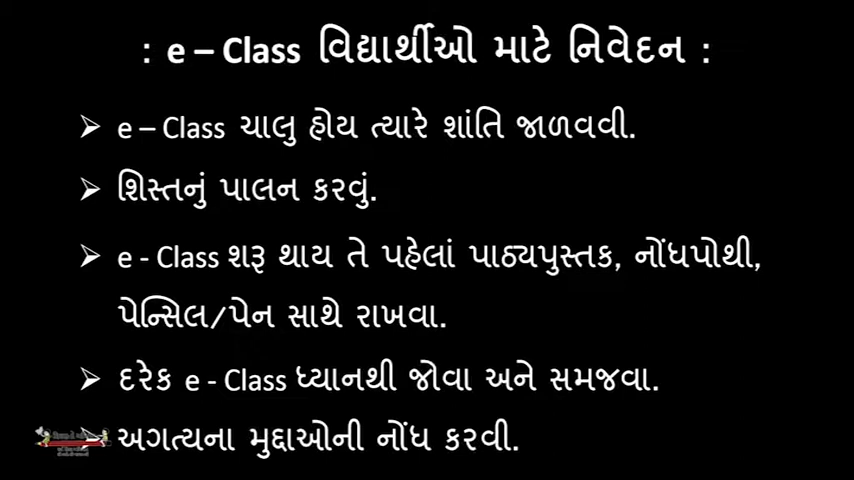 : e – Class વિદ્યાર્થીઓ માટે નિવેદન :
➢ e – Class ચાલુ હોય ત્યારે શાંતિ જાળવવી.
➢ શિસ્તનું પાલન કરવું.
➢ e - Class શરૂ થાય તે પહેલાં પાઠ્યપુસ્તક, નોંધપોથી,
પેન્સિલ/પેન સાથે રાખવા.
➢ દરેક e - Class ધ્યાનથી જોવા અને સમજવા.
➢ અગત્યના મુદ્દાઓની નોંધ કરવી.